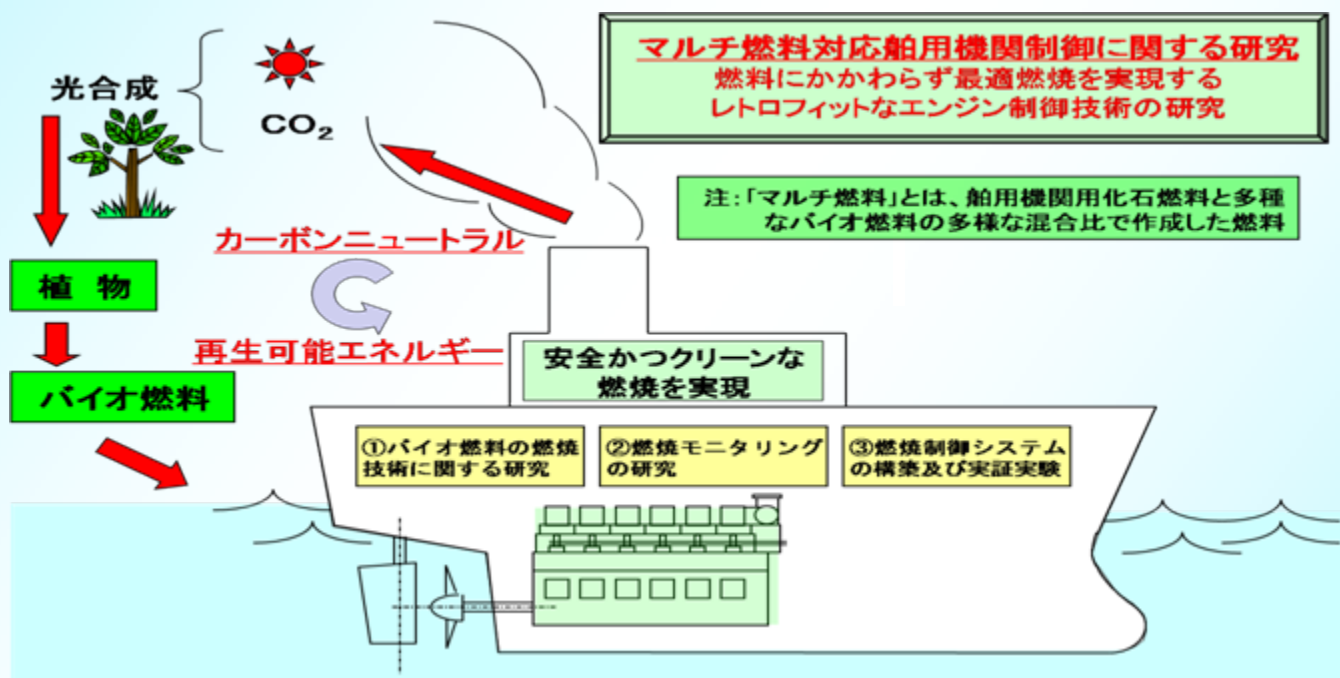 マルチ燃料対応舶用機関制御に関する研究
燃料にかかわらず最適燃焼を実現する
レトロフィットなエンジン制御技術の研究
光合成
CO₂
注:「マルチ燃料」とは、舶用機関用化石燃料と多種
なバイオ燃料の多様な混合比で作成した燃料
カーボンニュートラル
植 物
再生可能エネルギー
安全かつクリーンな
燃焼を実現
バイオ燃料
①バイオ燃料の燃焼
技術に関する研究
②燃焼モニタリング
の研究
③燃焼制御システム
の構築及び実証実験